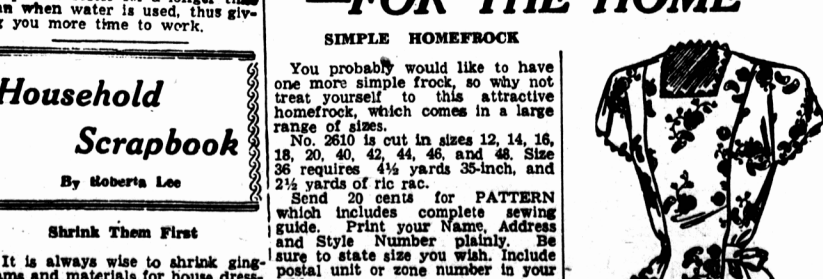 when water is used, thus giv-
you more time to work.
Household
Scrapbook
By Roberta Lee
Shrink Them First
It is always wise to shrink ging-
and materials for house dress-
FOR THE HOME
SIMPLE HOMEFROCK
You probably would like to have
one more simple frock, so why not
treat yourself to this attractive
homefrock, which comes in a large
range of sizes.
No. 2610 is cut in sizes 12, 14, 16,
18, 20, 40, 42, 44, 46, and 48. Size
36 requires 4½ yards 35-inch, and
2½ yards of ric rac.
Send 20 cents for PATTERN
which includes complete sewing
guide. Print your Name, Address
and Style Number plainly. Be
sure to state size you wish. Include
postal unit or zone number in your